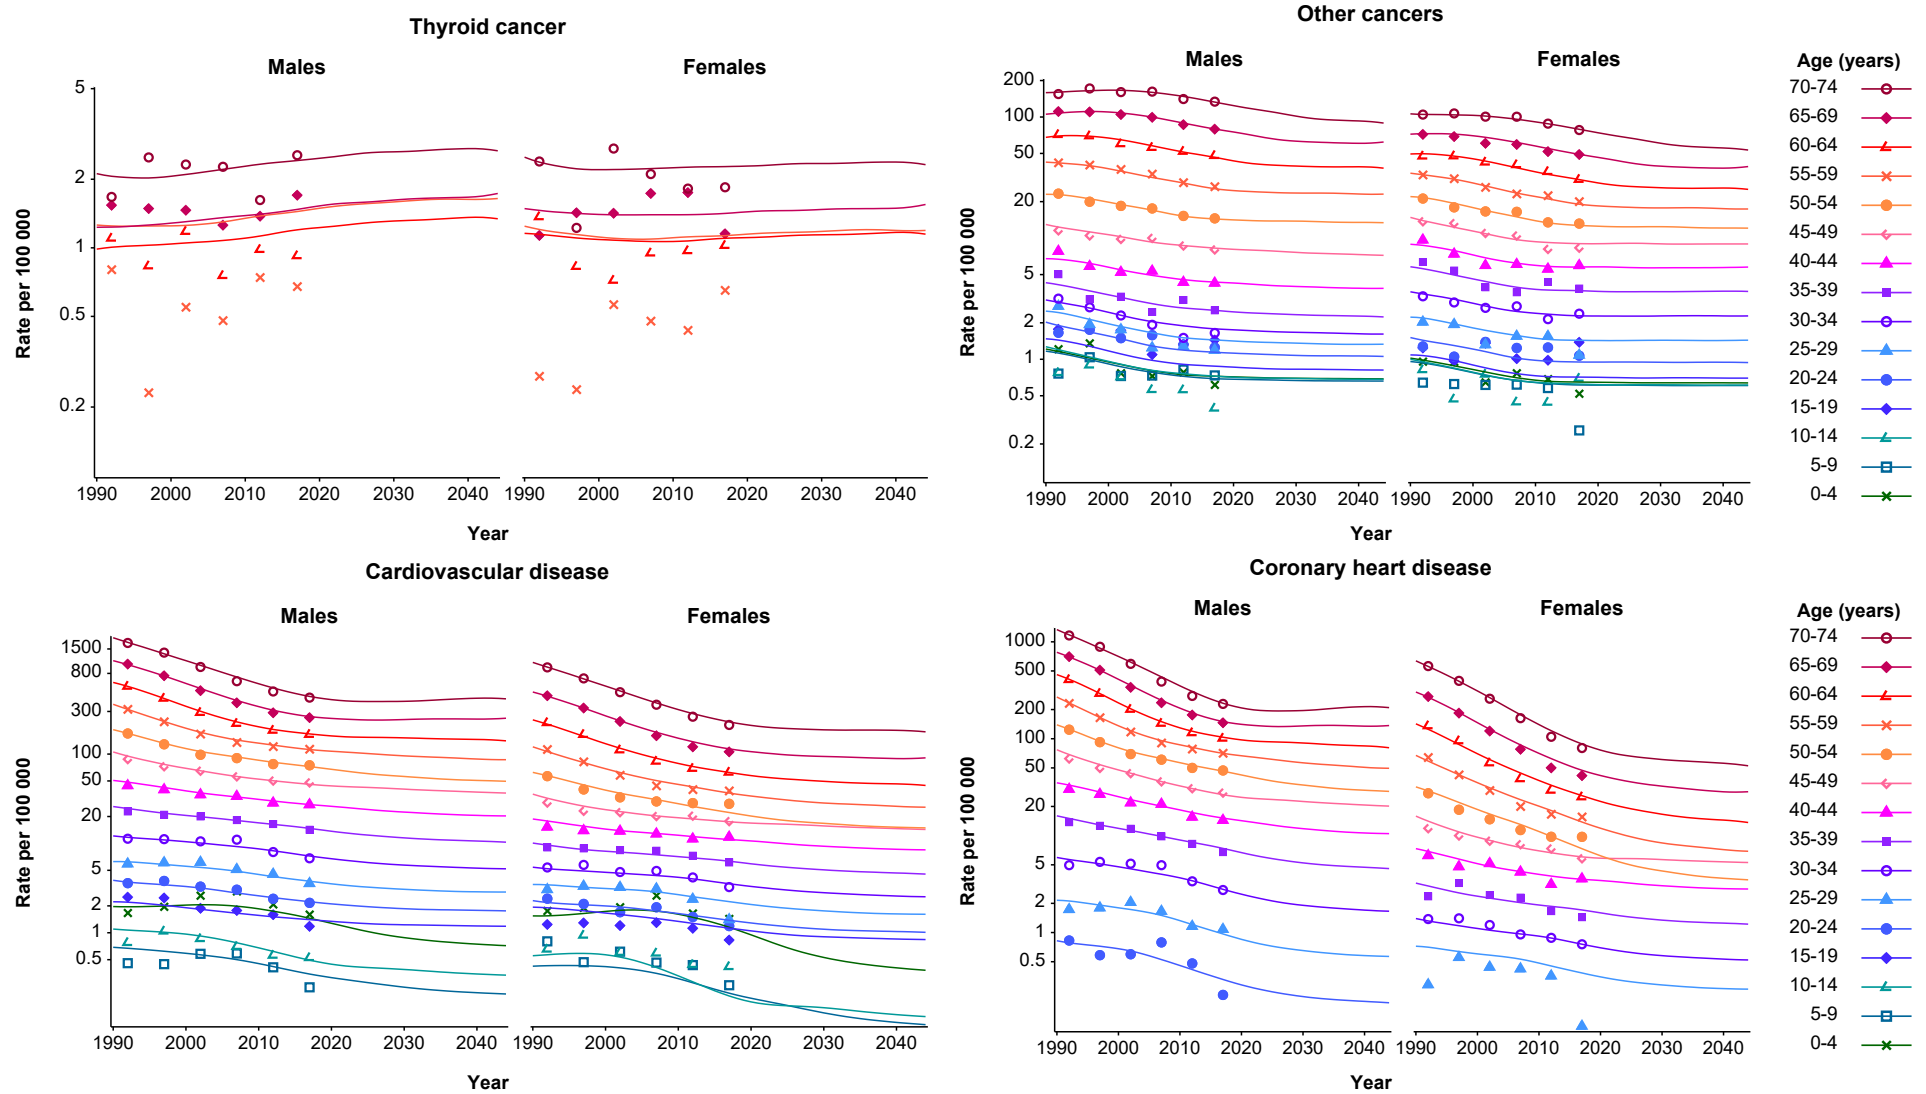 Thyroid cancer
Males
Females
Rate per 100 000
5
2
1
0.5
0.2
1990 2000 2010 2020 2030 2040
1990 2000 2010 2020 2030 2040
Year
Other cancers
Males
Females
Rate per 100 000
200
100
50
20
5
2
1
0.5
0.2
1990 2000 2010 2020 2030 2040
1990 2000 2010 2020 2030 2040
Year
Age (years)
70-74
65-69
60-64
55-59
50-54
45-49
40-44
35-39
30-34
25-29
20-24
15-19
10-14
5-9
0-4
Cardiovascular disease
Males
Females
Rate per 100 000
1500
800
300
100
50
20
5
2
1
0.5
1990 2000 2010 2020 2030 2040
1990 2000 2010 2020 2030 2040
Year
Coronary heart disease
Males
Females
Rate per 100 000
1000
500
200
100
50
20
5
2
1
0.5
1990 2000 2010 2020 2030 2040
1990 2000 2010 2020 2030 2040
Year
Age (years)
70-74
65-69
60-64
55-59
50-54
45-49
40-44
35-39
30-34
25-29
20-24
15-19
10-14
5-9
0-4